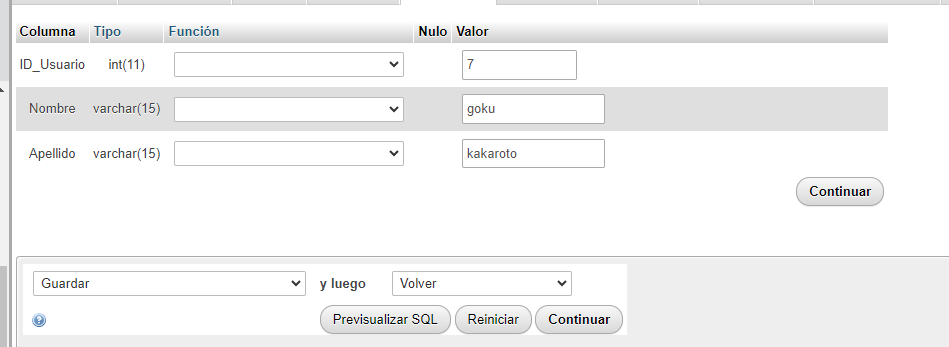 Columna Tipo Función Nulo Valor
ID_Usuario int(11) 7
Nombre varchar(15) goku
Apellido varchar(15) kakaroto
Continuar
Guardar y luego Volver
Previsualizar SQL Reiniciar Continuar